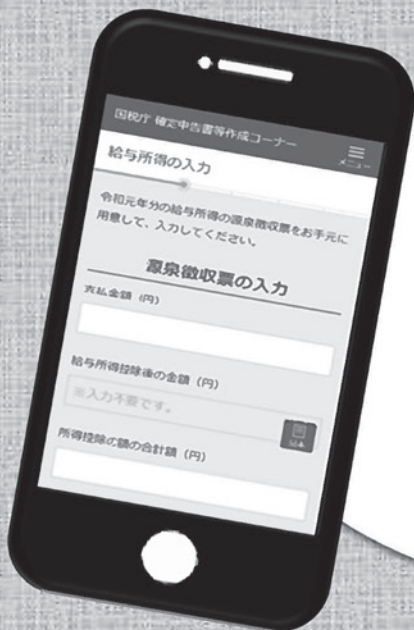 国税庁 確定申告書等作成コーナー
メニュー
給与所得の入力
令和元年分の給与所得の源泉徴収票をお手元に
用意して、入力してください。
源泉徴収票の入力
支払金額（円）
給与所得控除後の金額（円）
※入力不要です。
所得控除の額の合計額（円）